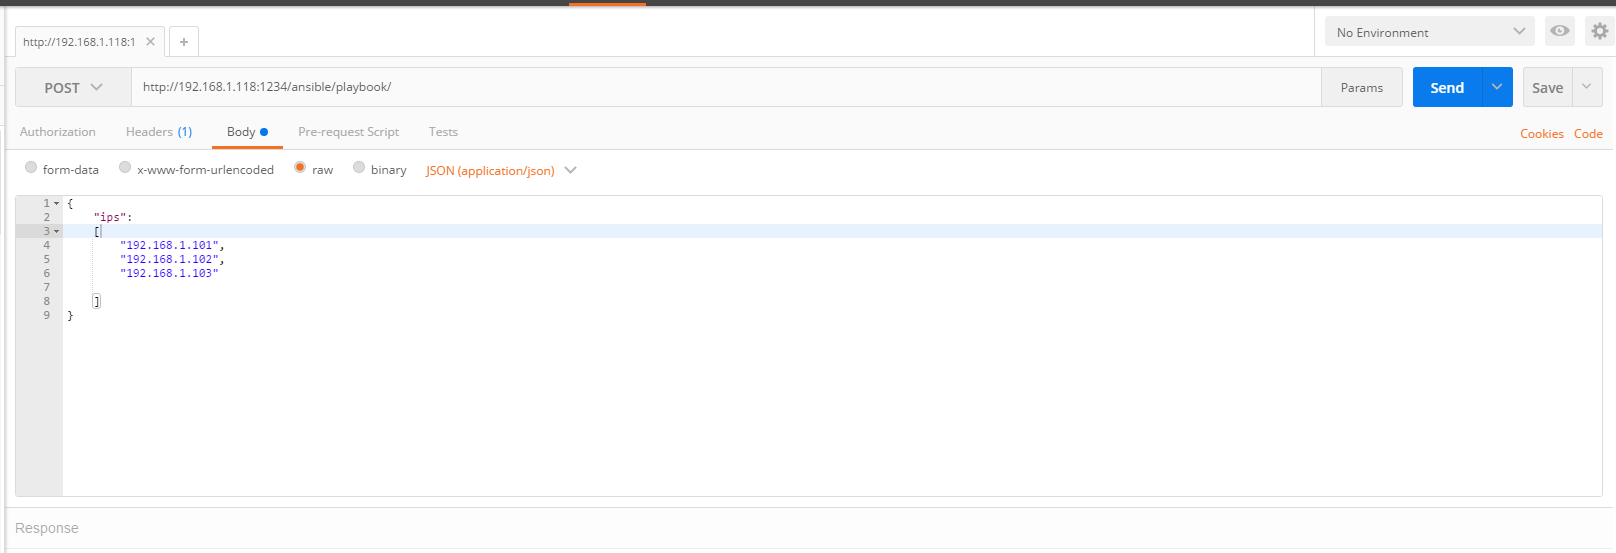 http://192.168.1.118:1 ✕ +
No Environment
POST http://192.168.1.118:1234/ansible/playbook/ Params Send Save
Authorization Headers (1) Body Pre-request Script Tests Cookies Code
form-data x-www-form-urlencoded raw binary JSON (application/json)
1 {
2 "ips":
3 [
4 "192.168.1.101",
5 "192.168.1.102",
6 "192.168.1.103"
7
8 ]
9 }
Response